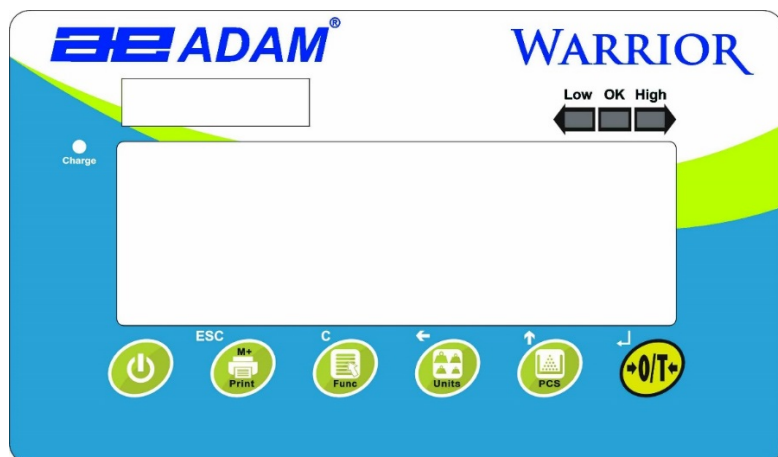 ae ADAM®
WARRIOR
Low OK High
Charge
ESC
C
M+
Print
Func
Units
PCS
→0/T←